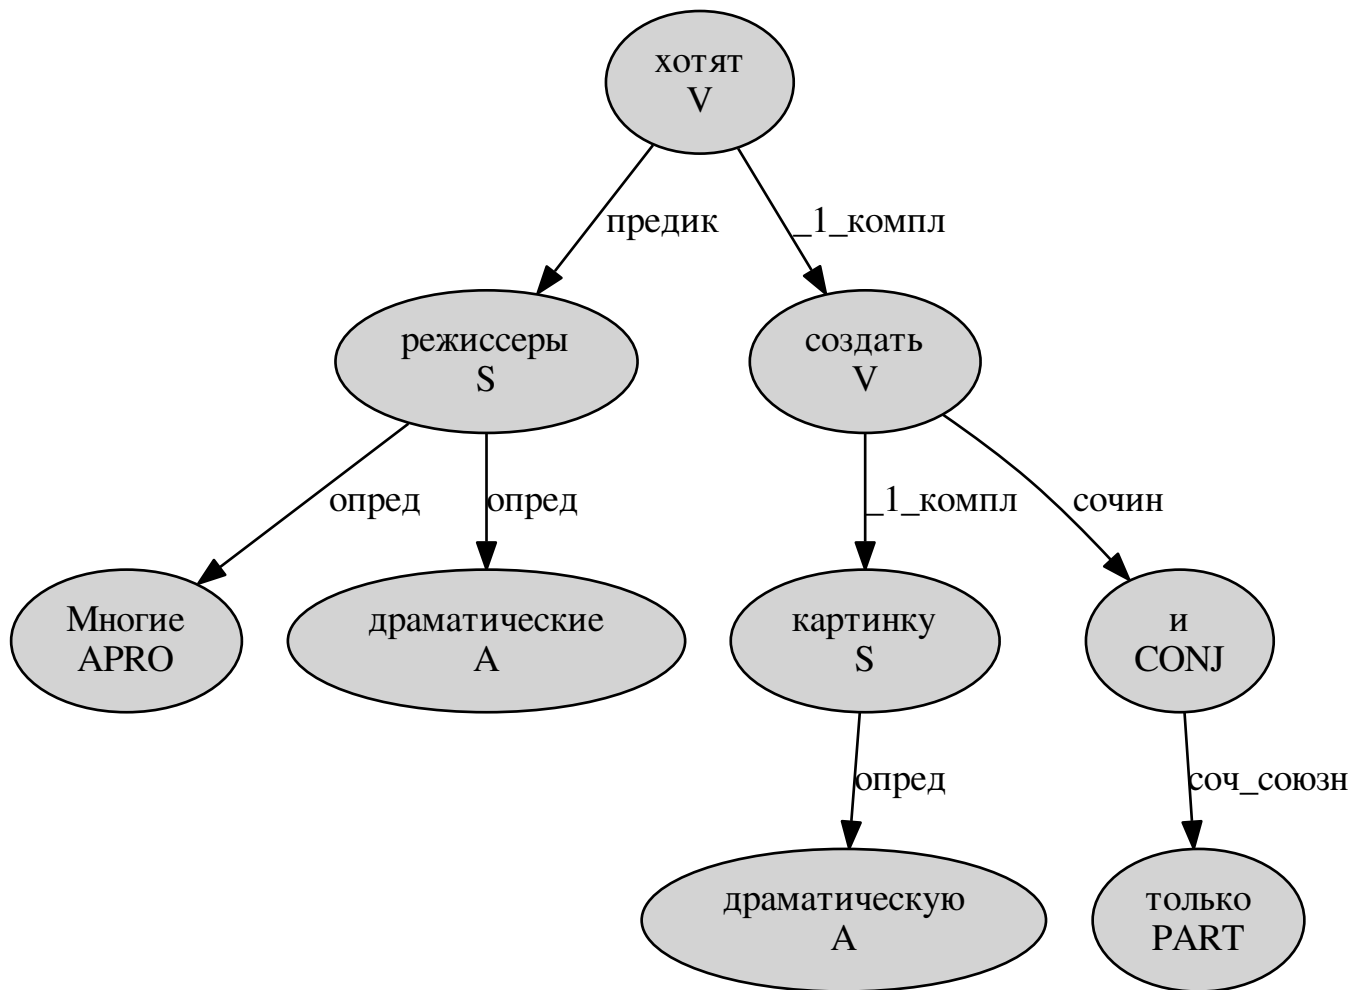 хотят
V
предик
_1_компл
режиссеры
S
создать
V
опред
опред
_1_компл
сочин
Многие
APRO
драматические
A
картинку
S
и
CONJ
опред
соч_союзн
драматическую
A
только
PART